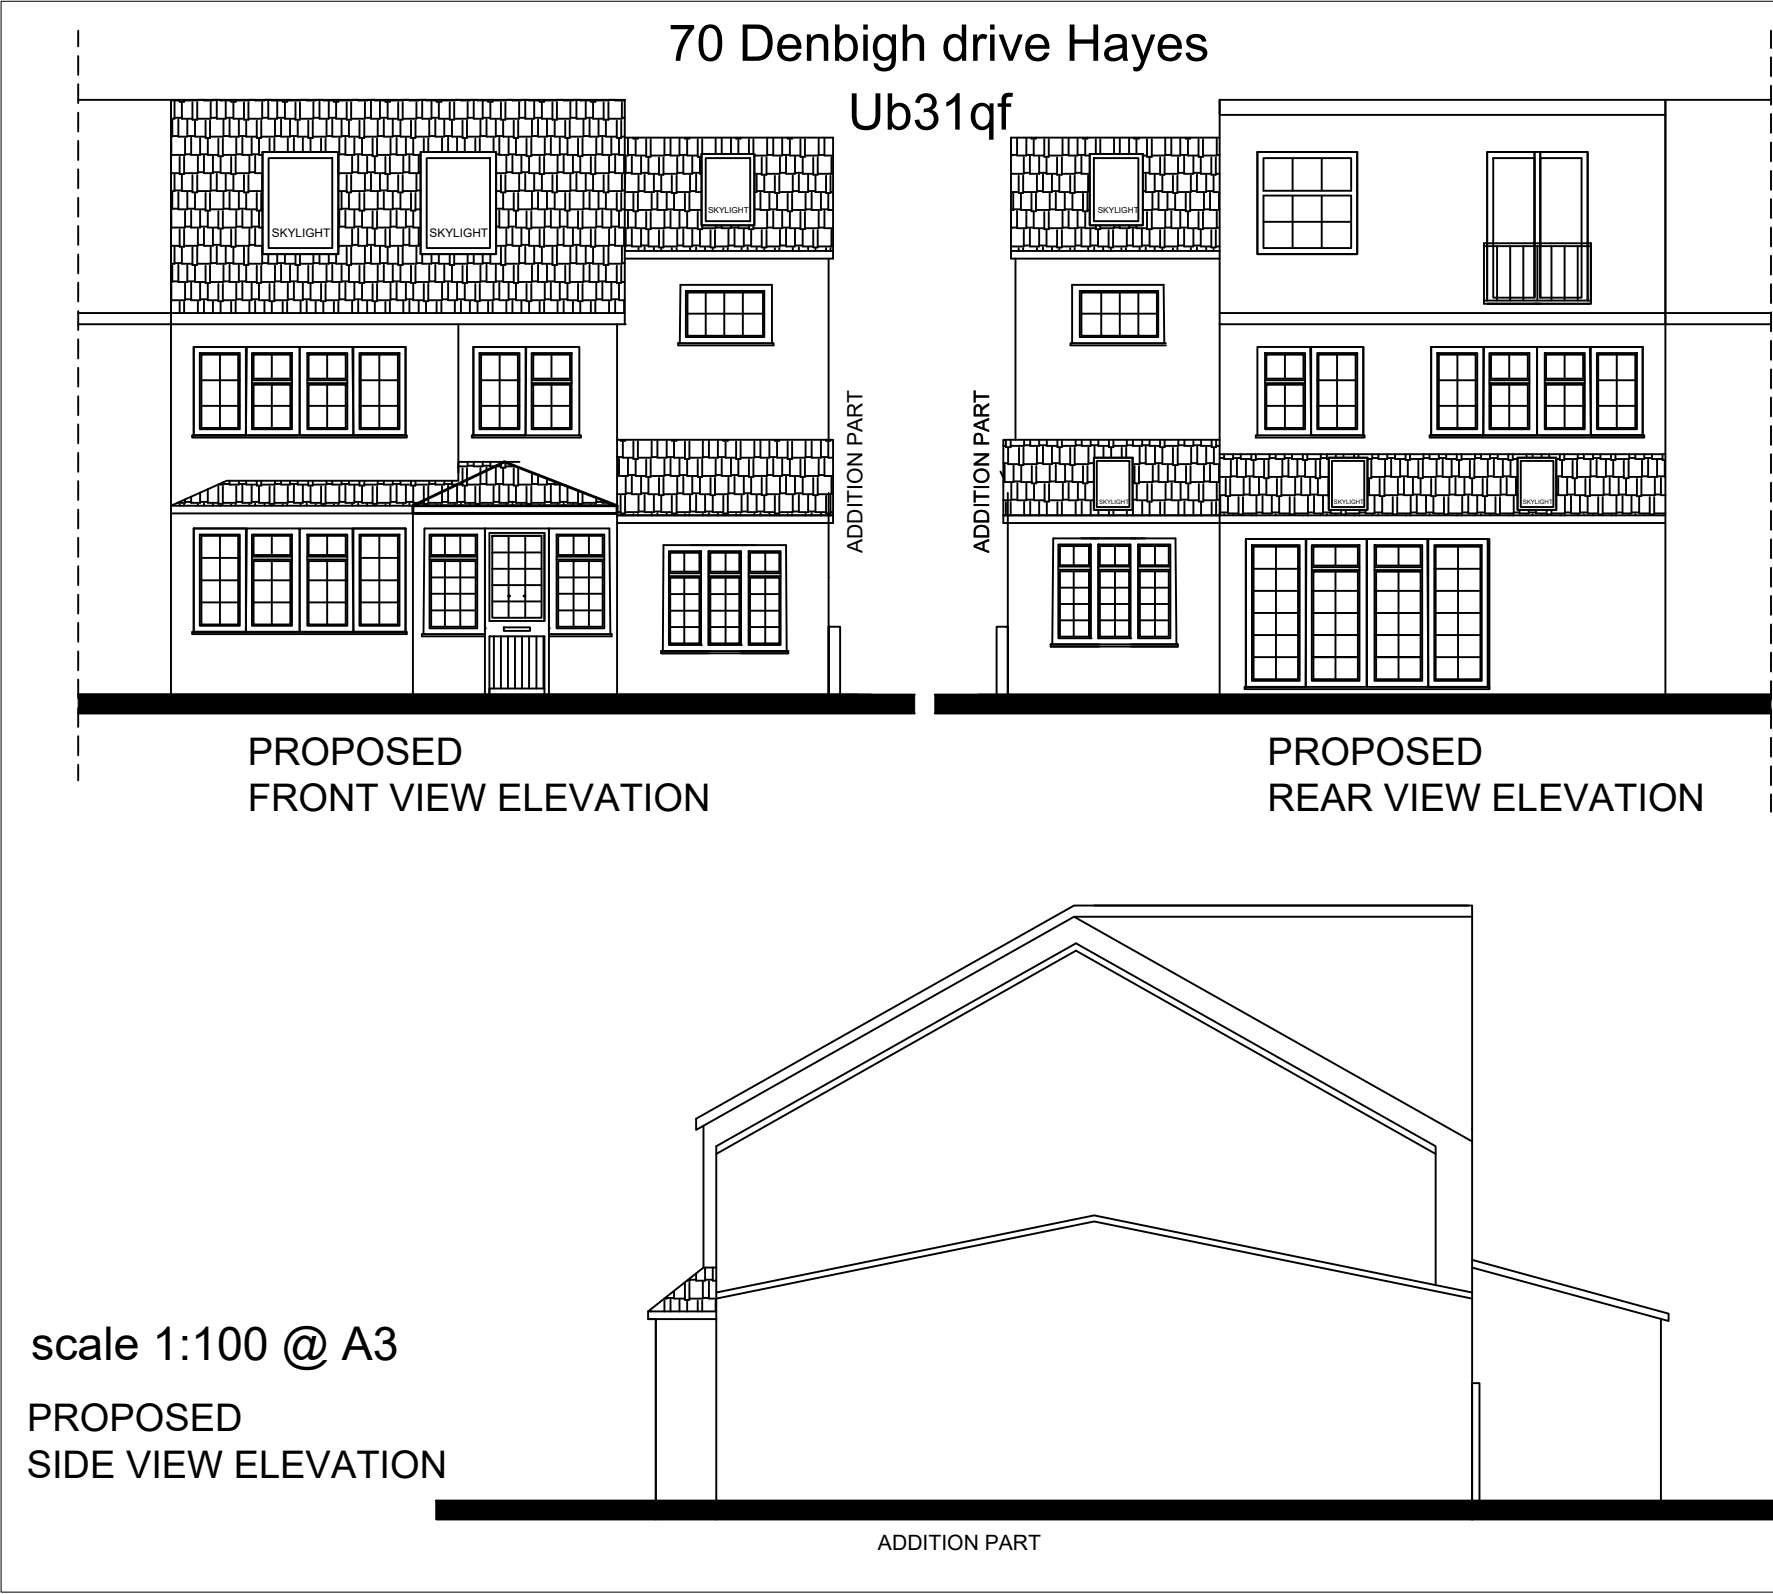 70 Denbigh drive Hayes
Ub31qf
SKYLIGHT
SKYLIGHT
SKYLIGHT
SKYLIGHT
ADDITION PART
ADDITION PART
SKYLIGHT
SKYLIGHT
SKYLIGHT
PROPOSED
FRONT VIEW ELEVATION
PROPOSED
REAR VIEW ELEVATION
scale 1:100 @ A3
PROPOSED
SIDE VIEW ELEVATION
ADDITION PART